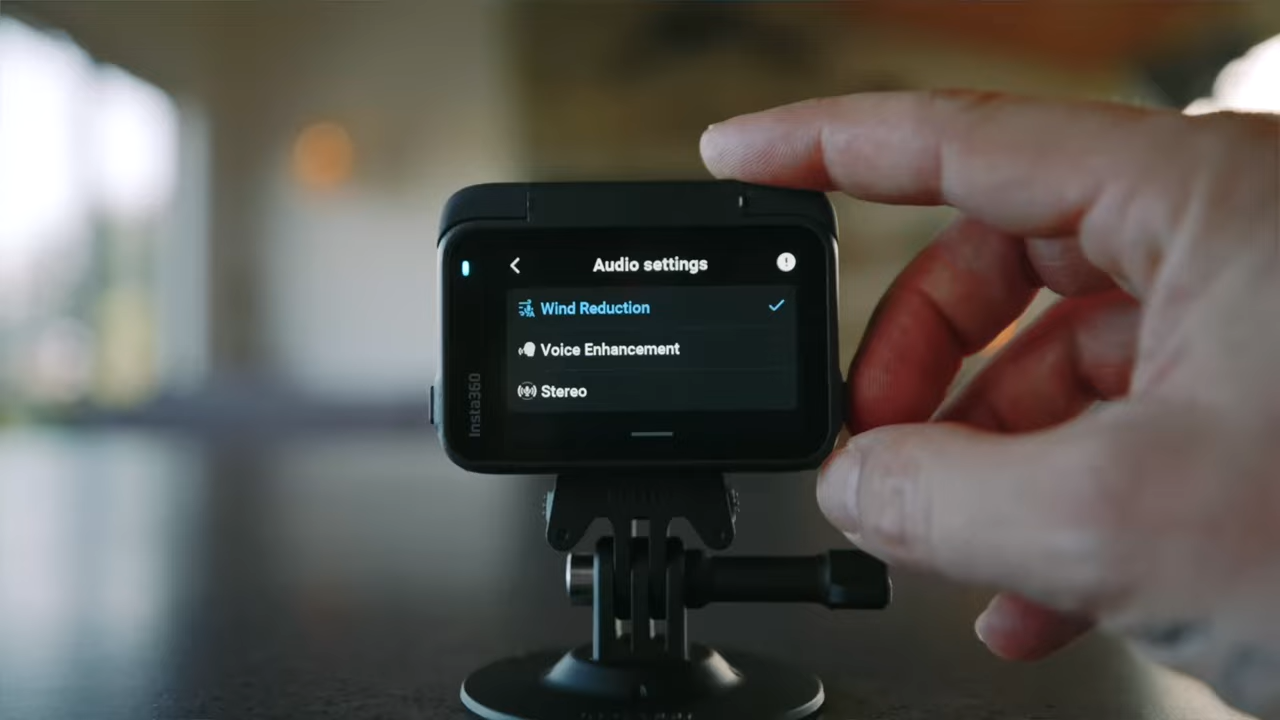 Audio settings
Wind Reduction
Voice Enhancement
Stereo
Insta360